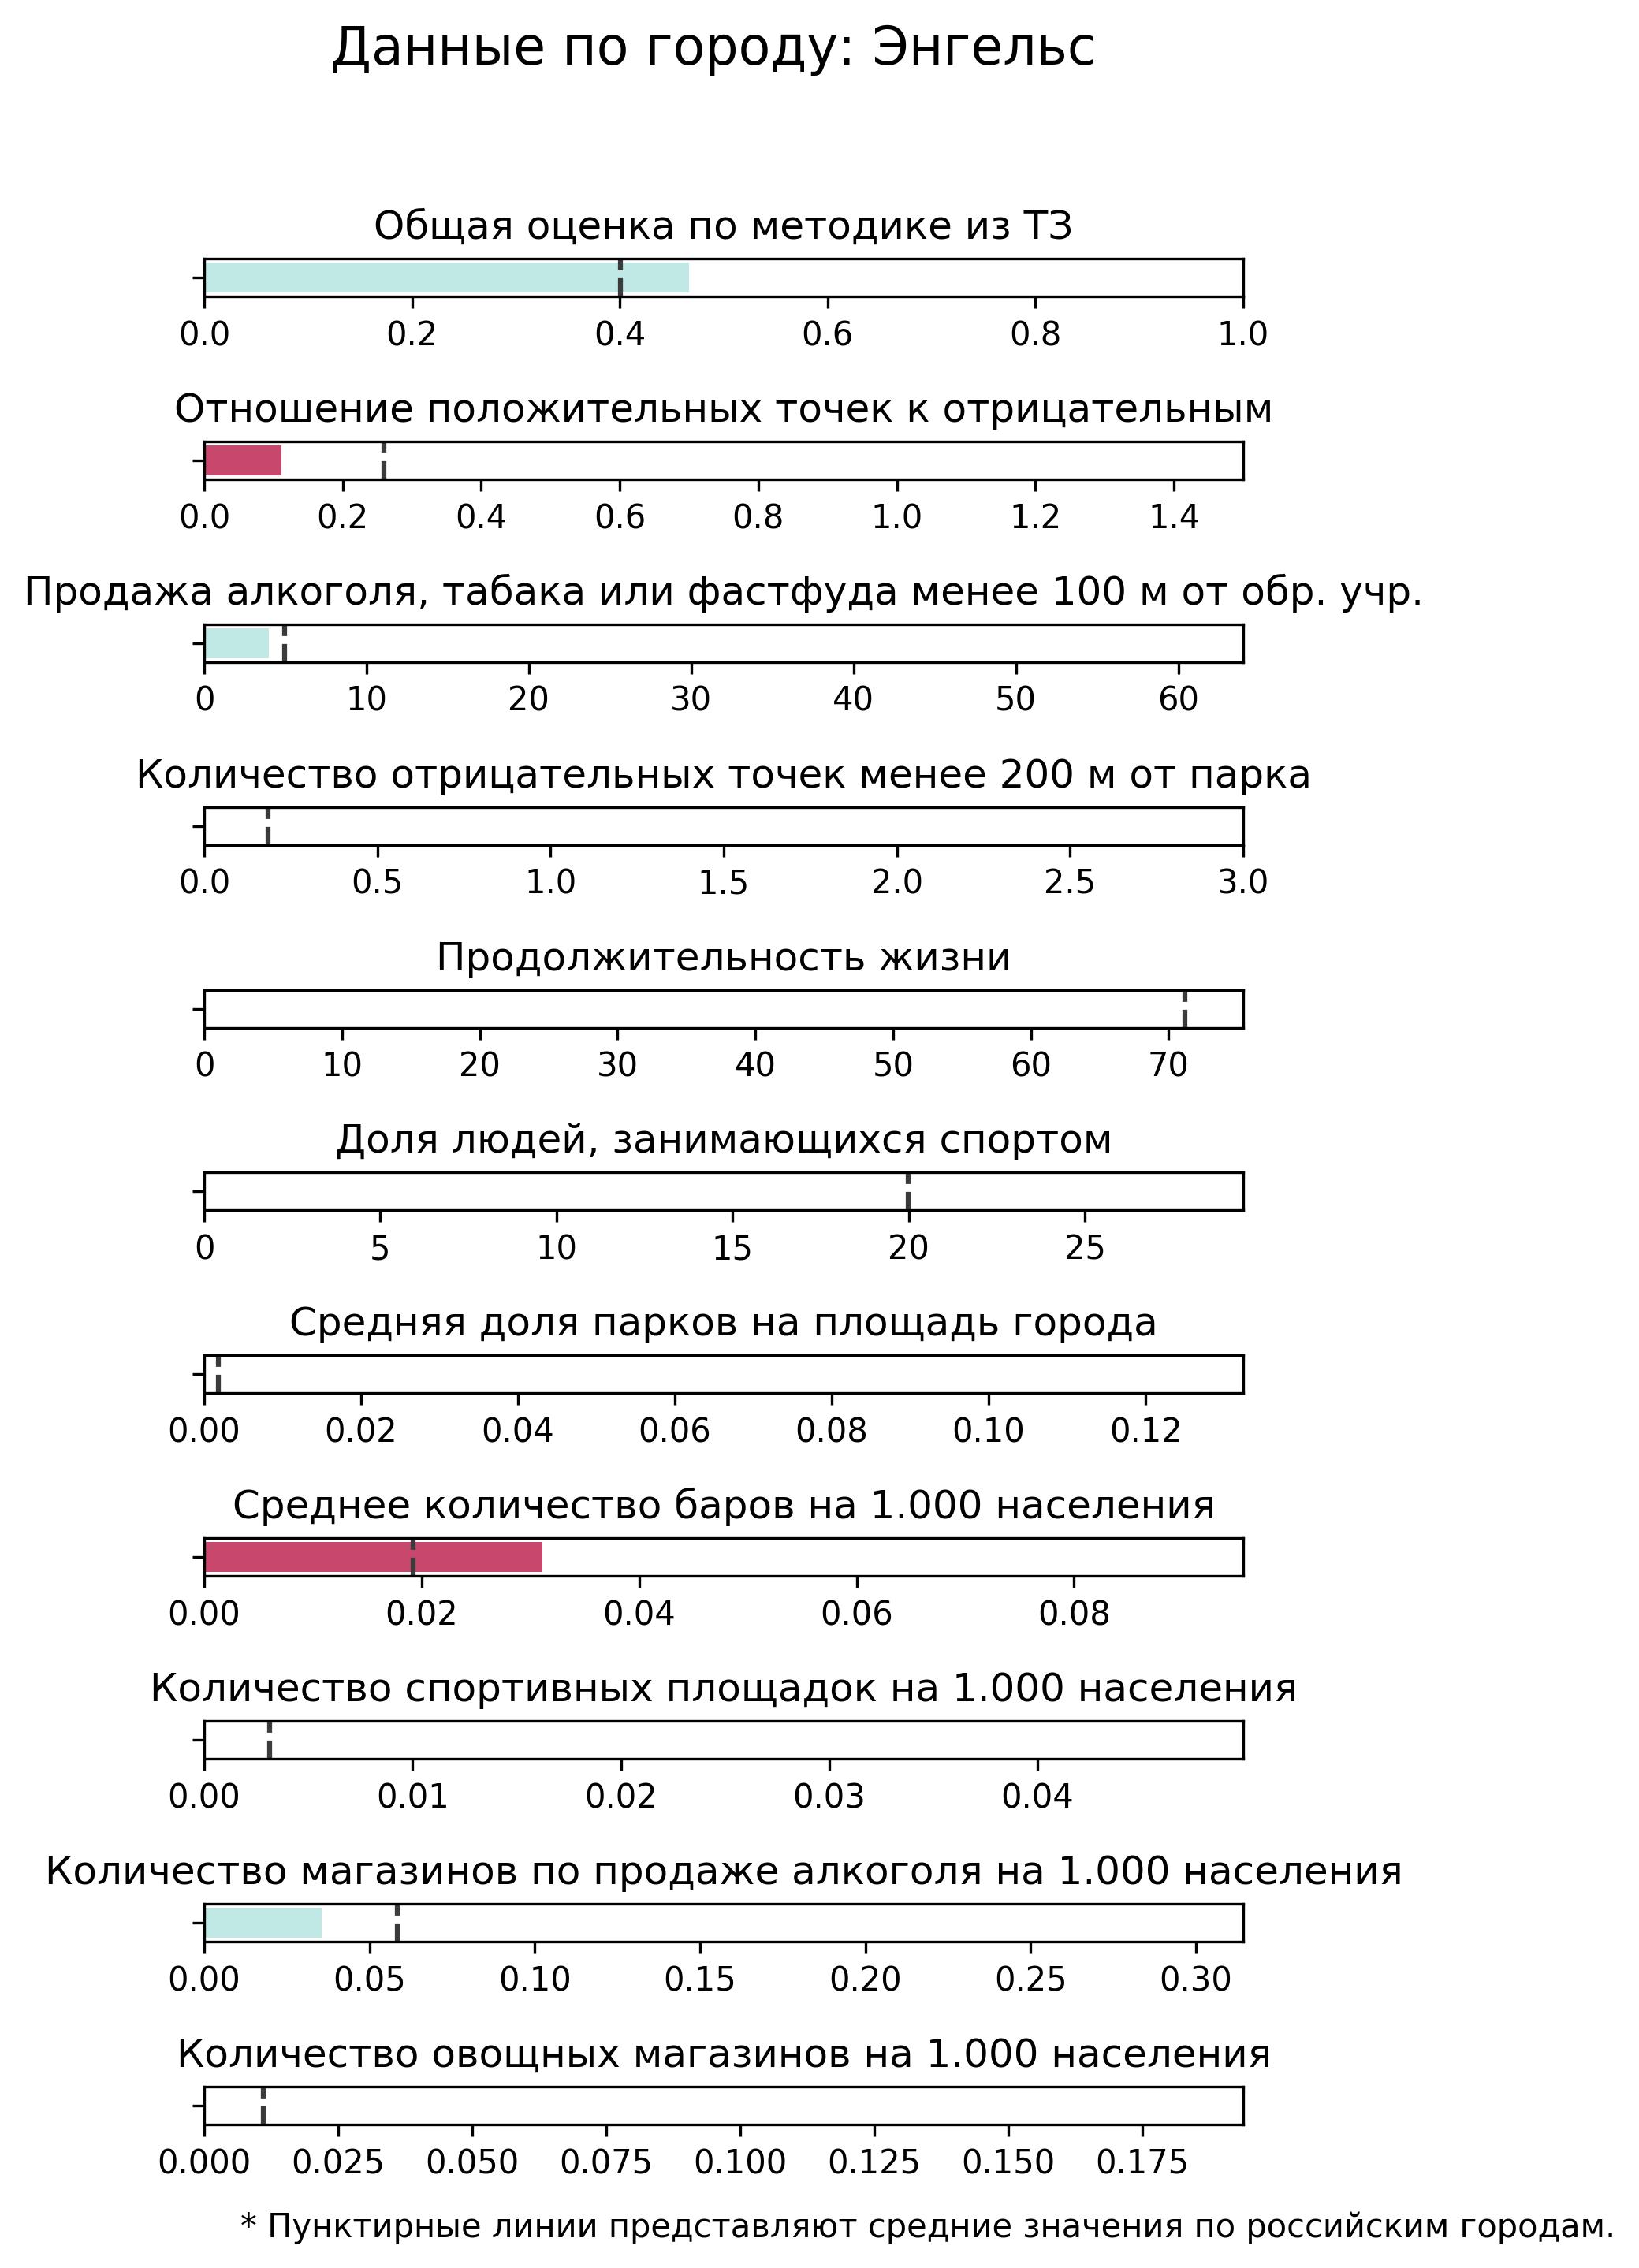 Данные по городу: Энгельс
Общая оценка по методике из ТЗ
0.0 0.2 0.4 0.6 0.8 1.0
Отношение положительных точек к отрицательным
0.0 0.2 0.4 0.6 0.8 1.0 1.2 1.4
Продажа алкоголя, табака или фастфуда менее 100 м от обр. учр.
0 10 20 30 40 50 60
Количество отрицательных точек менее 200 м от парка
0.0 0.5 1.0 1.5 2.0 2.5 3.0
Продолжительность жизни
0 10 20 30 40 50 60 70
Доля людей, занимающихся спортом
0 5 10 15 20 25
Средняя доля парков на площадь города
0.00 0.02 0.04 0.06 0.08 0.10 0.12
Среднее количество баров на 1.000 населения
0.00 0.02 0.04 0.06 0.08
Количество спортивных площадок на 1.000 населения
0.00 0.01 0.02 0.03 0.04
Количество магазинов по продаже алкоголя на 1.000 населения
0.00 0.05 0.10 0.15 0.20 0.25 0.30
Количество овощных магазинов на 1.000 населения
0.000 0.025 0.050 0.075 0.100 0.125 0.150 0.175
* Пунктирные линии представляют средние значения по российским городам.